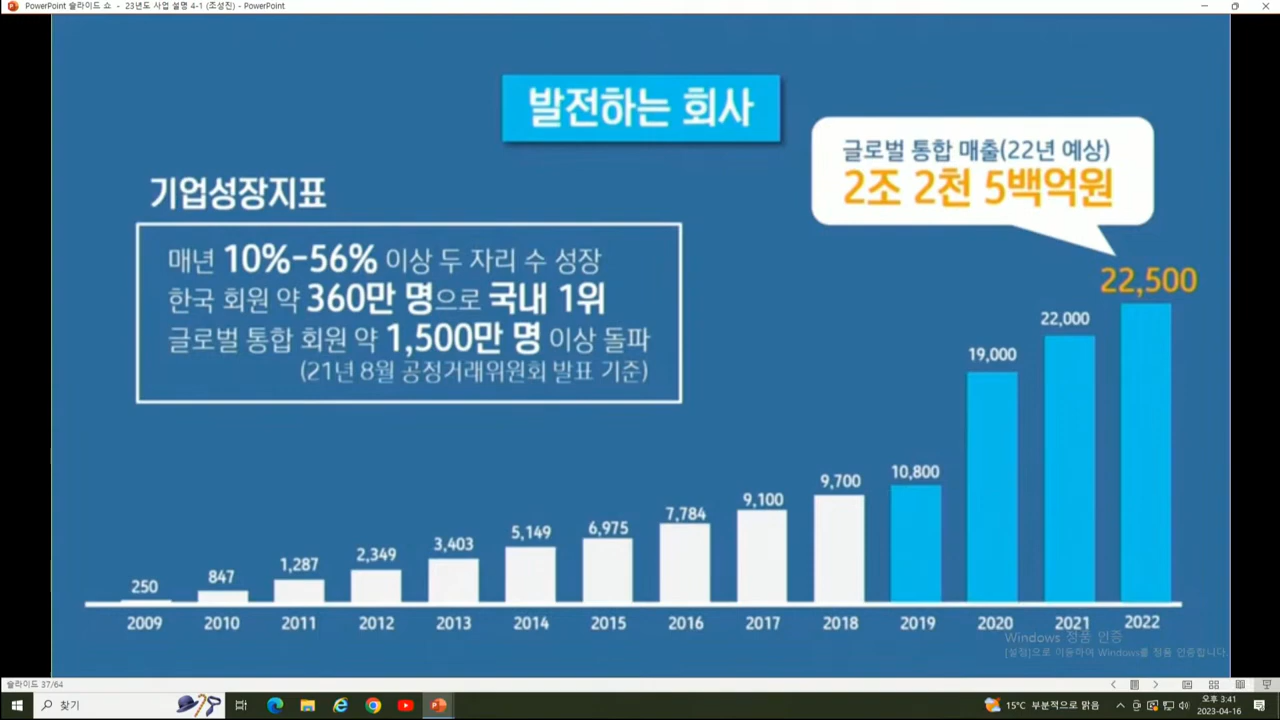 PowerPoint 슬라이드 쇼 - 23년도 사업 설명 4-1 (조성진) - PowerPoint
발전하는 회사
글로벌 통합 매출(22년 예상)
2조 2천 5백억원
기업성장지표
매년 10%-56% 이상 두 자리 수 성장
한국 회원 약 360만 명으로 국내 1위
글로벌 통합 회원 약 1,500만 명 이상 돌파
(21년 8월 공정거래위원회 발표 기준)
250 847 1,287 2,349 3,403 5,149 6,975 7,784 9,100 9,700 10,800 19,000 22,000 22,500
2009 2010 2011 2012 2013 2014 2015 2016 2017 2018 2019 2020 2021 2022
Windows 정품 인증
[설정]으로 이동하여 Windows를 정품 인증합니다.
슬라이드 37/64
찾기
15°C 부분적으로 맑음
오후 3:41
2023-04-16